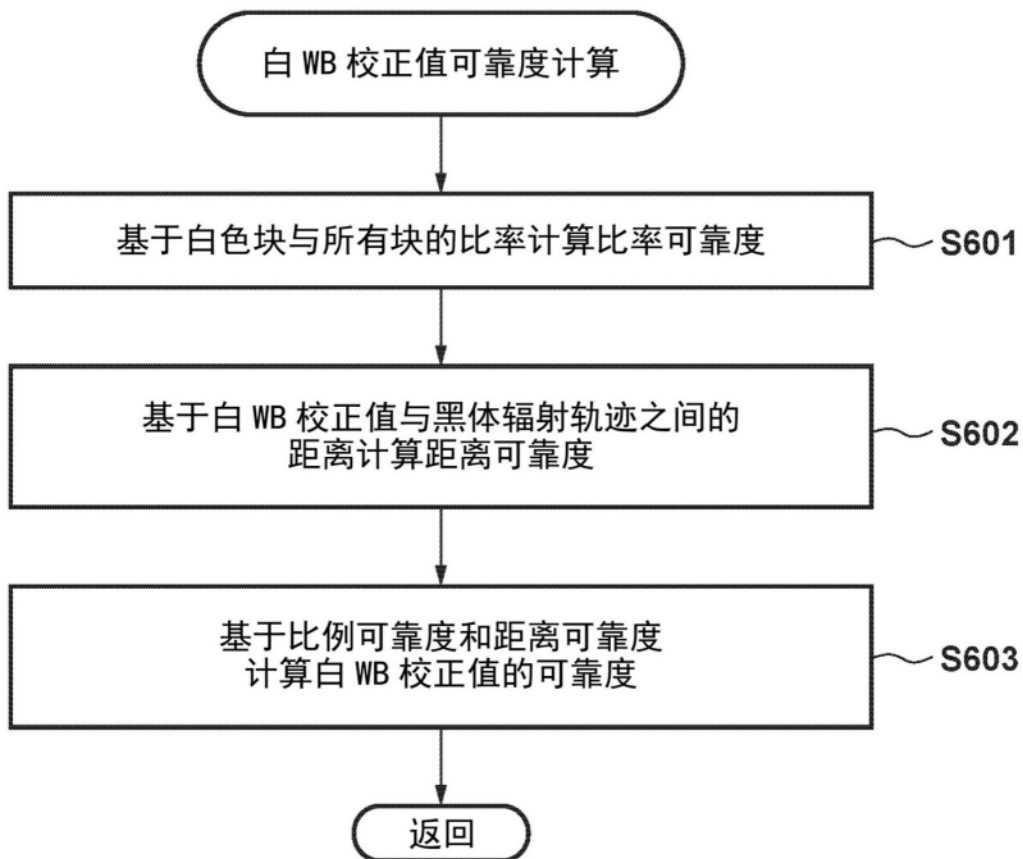 白 WB 校正值可靠度计算
基于白色块与所有块的比率计算比率可靠度
S601
基于白 WB 校正值与黑体辐射轨迹之间的
距离计算距离可靠度
S602
基于比例可靠度和距离可靠度
计算白 WB 校正值的可靠度
S603
返回